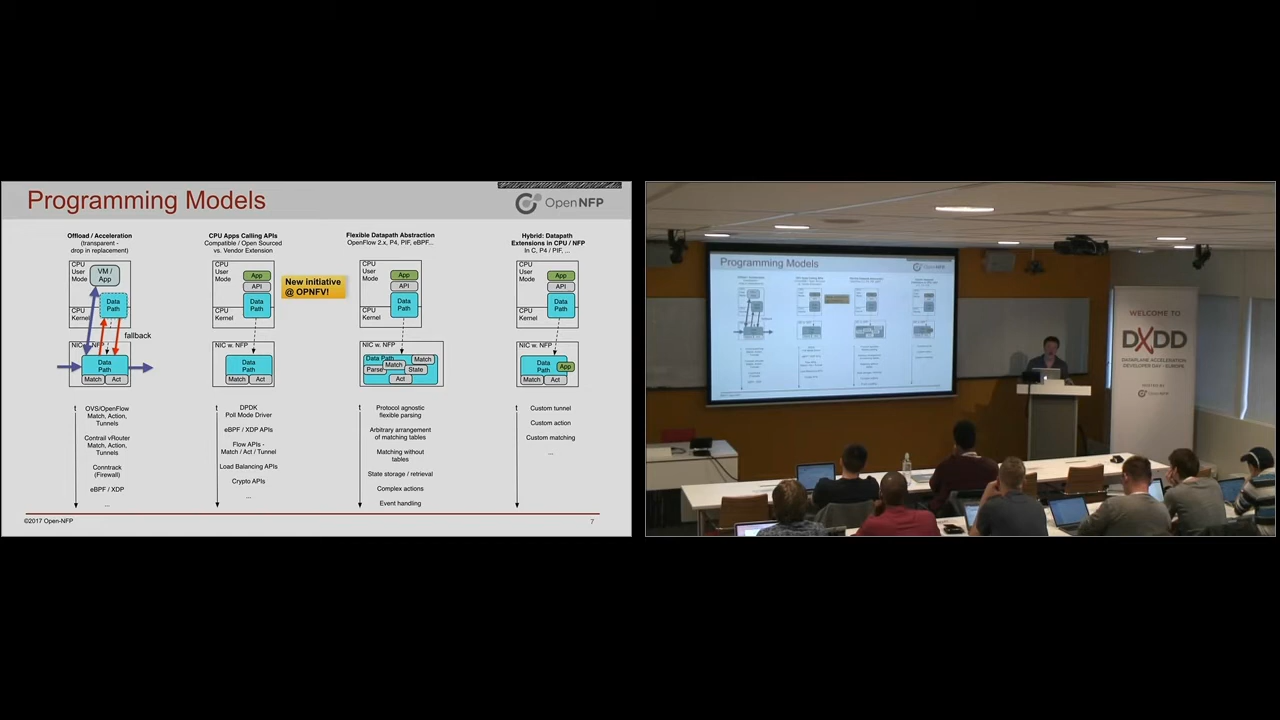 Programming Models
Open NFP
Offload / Acceleration
(transparent -
drop in replacement)
CPU
User
Mode
VM /
App
Data
Path
CPU
Kernel
fallback
NIC w. NFP
Data
Path
Match
Act
OVS/OpenFlow
Match, Action,
Tunnels
Contrail vRouter
Match, Action,
Tunnels
Conntrack
(Firewall)
eBPF / XDP
...
CPU Apps Calling APIs
Compatible / Open Sourced
vs. Vendor Extension
CPU
User
Mode
App
API
Data
Path
CPU
Kernel
New initiative
@ OPNFV!
NIC w. NFP
Data
Path
Match
Act
DPDK
Poll Mode Driver
eBPF / XDP APIs
Flow APIs -
Match / Act / Tunnel
Load Balancing APIs
Crypto APIs
...
Flexible Datapath Abstraction
OpenFlow 2.x, P4, PIF, eBPF...
CPU
User
Mode
App
API
Data
Path
CPU
Kernel
NIC w. NFP
Data Path
Match
Match
Parse
State
Act
Protocol agnostic
flexible parsing
Arbitrary arrangement
of matching tables
Matching without
tables
State storage / retrieval
Complex actions
Event handling
Hybrid: Datapath
Extensions in CPU / NFP
In C, P4 / PIF, ...
CPU
User
Mode
App
API
Data
Path
CPU
Kernel
NIC w. NFP
Data
Path
App
Match
Act
Custom tunnel
Custom action
Custom matching
...
©2017 Open-NFP
7
Programming Models
WELCOME TO
DXDD
DATAPLANE ACCELERATION
DEVELOPER DAY - EUROPE
HOSTED BY